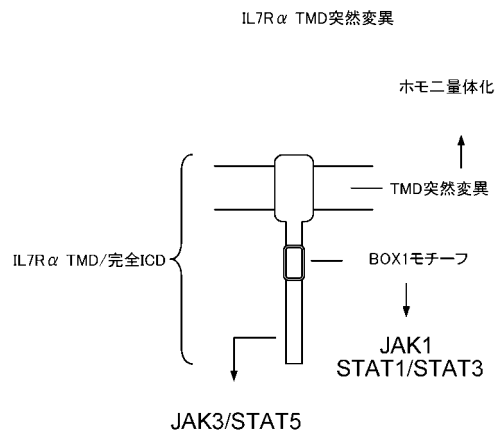 IL7Rα TMD突然変異
ホモ二量体化
TMD突然変異
IL7Rα TMD/完全ICD
BOX1モチーフ
JAK1
STAT1/STAT3
JAK3/STAT5